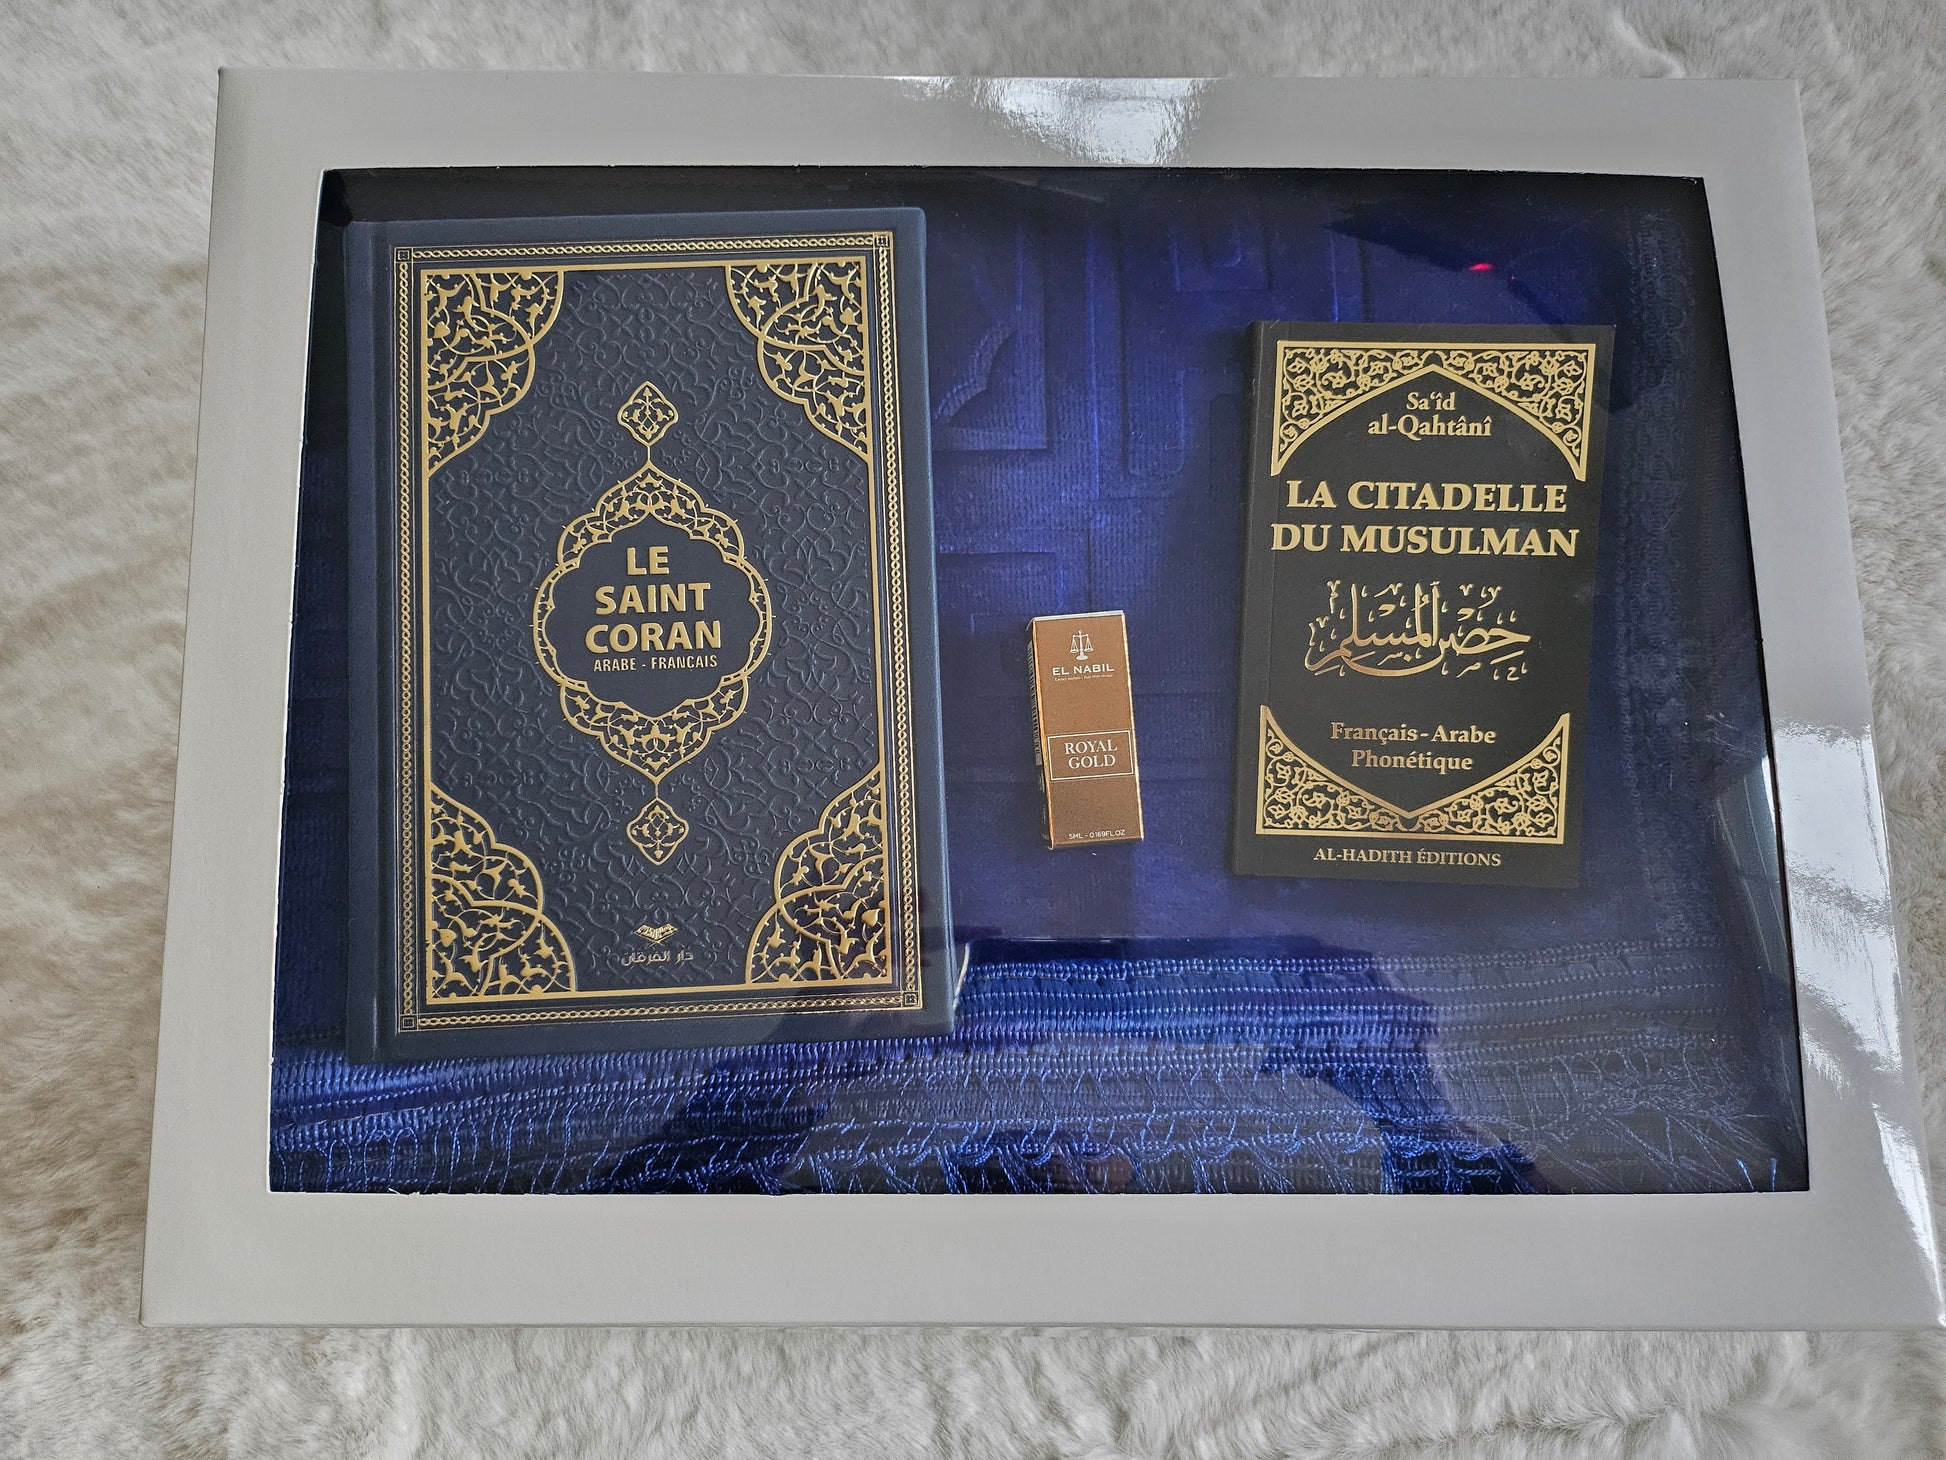 LE
SAINT
CORAN
ARABE - FRANÇAIS
دار الفرقان
EL NABIL
ROYAL
GOLD
5ML - 0.169FL.OZ
Sa‘îd
al-Qahtânî
LA CITADELLE
DU MUSULMAN
حصن المسلم
Français - Arabe
Phonétique
AL-HADITH ÉDITIONS